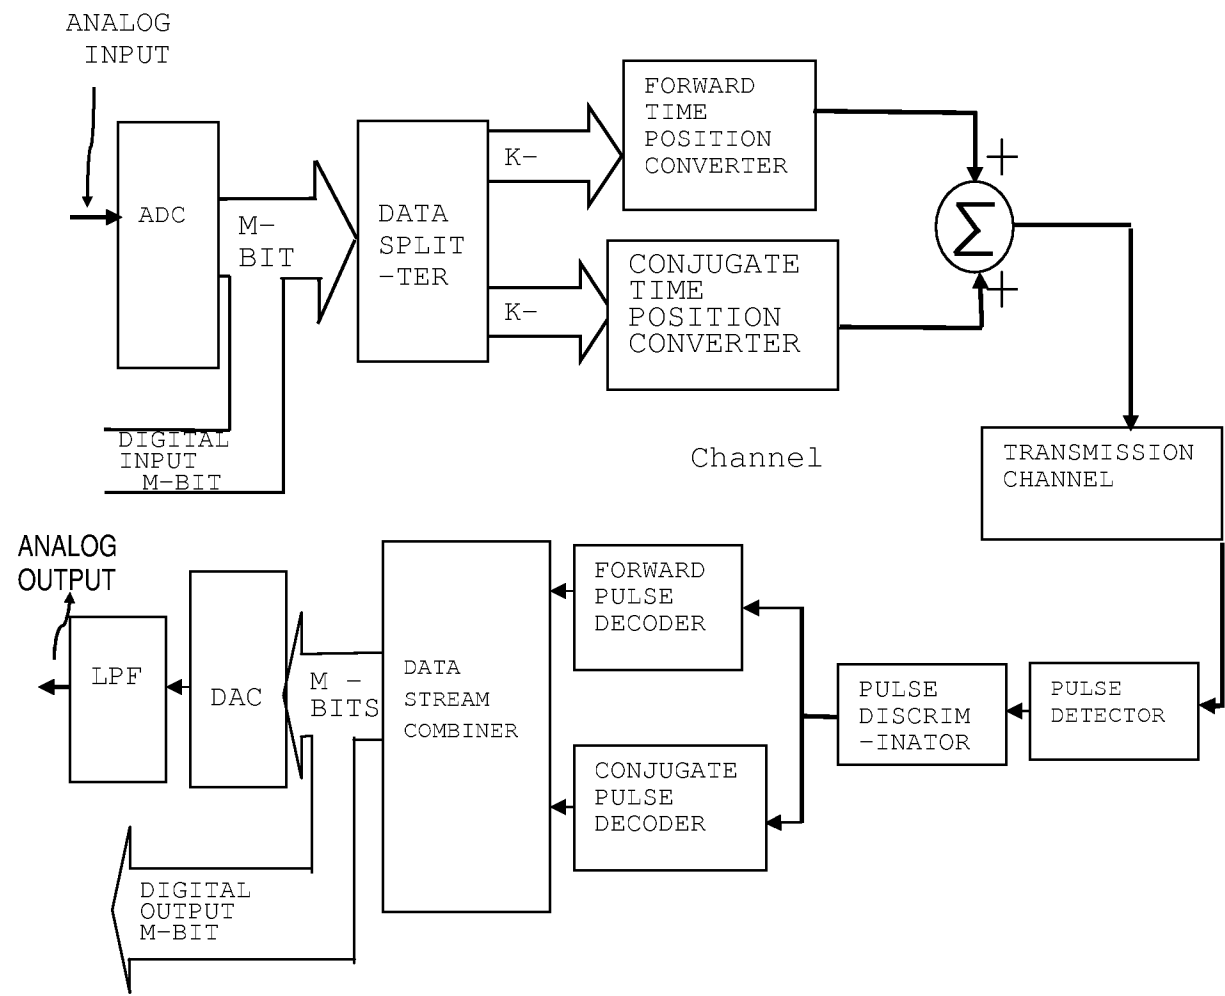 ANALOG
INPUT
ADC
M-
BIT
DIGITAL
INPUT
M-BIT
DATA
SPLIT
-TER
K-
K-
FORWARD
TIME
POSITION
CONVERTER
CONJUGATE
TIME
POSITION
CONVERTER
+
Σ
+
Channel
TRANSMISSION
CHANNEL
ANALOG
OUTPUT
LPF
DAC
M -
BITS
DATA
STREAM
COMBINER
FORWARD
PULSE
DECODER
CONJUGATE
PULSE
DECODER
PULSE
DISCRIM
-INATOR
PULSE
DETECTOR
DIGITAL
OUTPUT
M-BIT